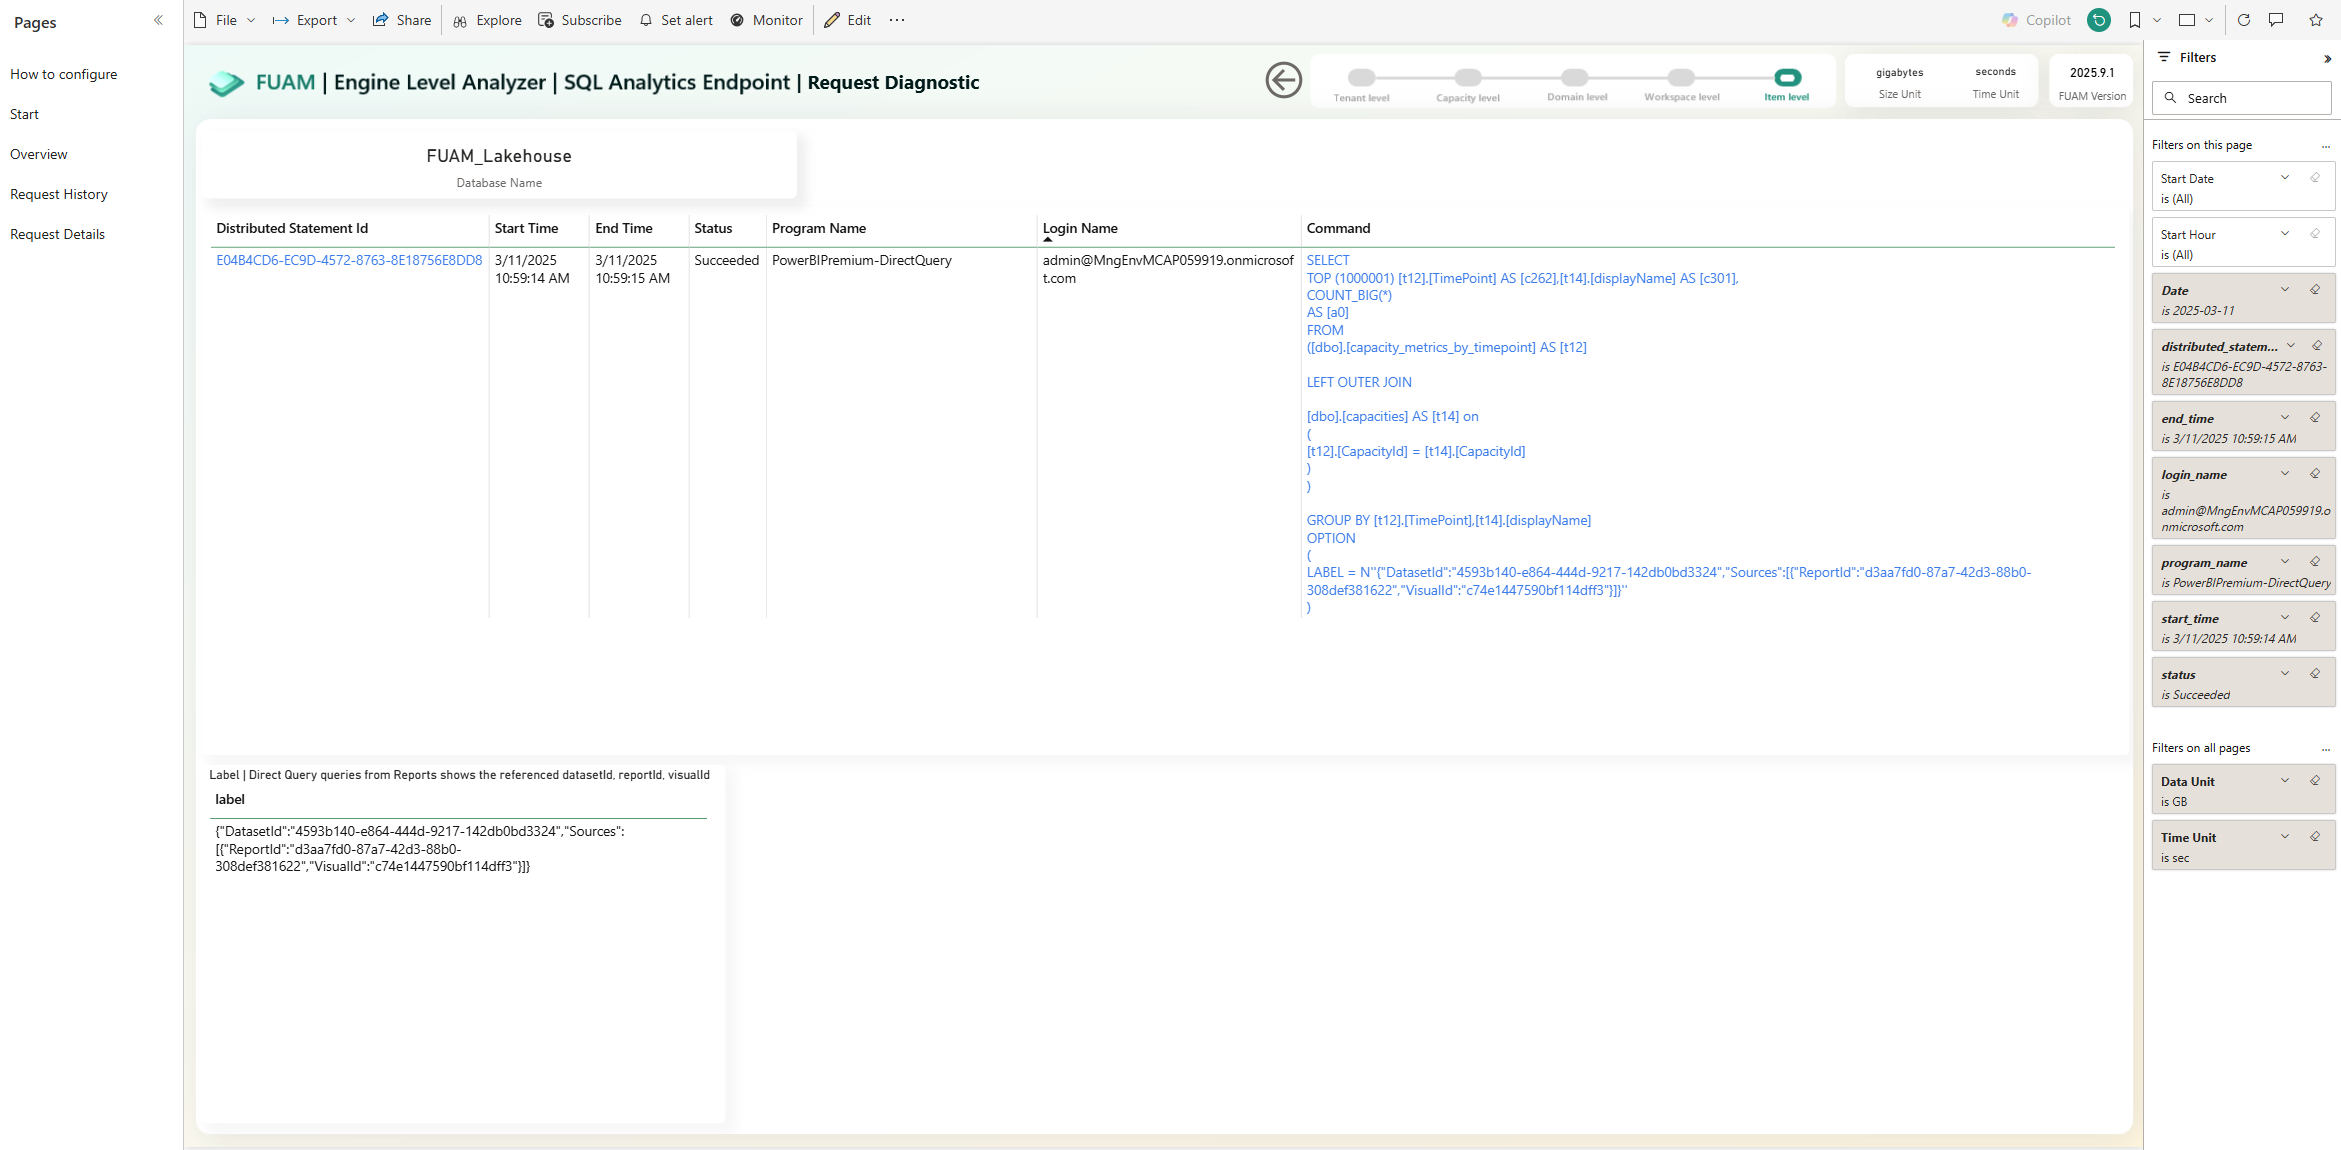 Pages
How to configure
Start
Overview
Request History
Request Details
File
Export
Share
Explore
Subscribe
Set alert
Monitor
Edit
Copilot
FUAM | Engine Level Analyzer | SQL Analytics Endpoint | Request Diagnostic
Tenant level
Capacity level
Domain level
Workspace level
Item level
gigabytes
Size Unit
seconds
Time Unit
2025.9.1
FUAM Version
FUAM_Lakehouse
Database Name
Distributed Statement Id
Start Time
End Time
Status
Program Name
Login Name
Command
E04B4CD6-EC9D-4572-8763-8E18756E8DD8
3/11/2025
10:59:14 AM
3/11/2025
10:59:15 AM
Succeeded
PowerBIPremium-DirectQuery
admin@MngEnvMCAP059919.onmicrosof
t.com
SELECT
TOP (1000001) [t12].[TimePoint] AS [c262],[t14].[displayName] AS [c301],
COUNT_BIG(*)
AS [a0]
FROM
([dbo].[capacity_metrics_by_timepoint] AS [t12]
LEFT OUTER JOIN
[dbo].[capacities] AS [t14] on
(
[t12].[CapacityId] = [t14].[CapacityId]
)
)
GROUP BY [t12].[TimePoint],[t14].[displayName]
OPTION
(
LABEL = N''{"DatasetId":"4593b140-e864-444d-9217-142db0bd3324","Sources":[{"ReportId":"d3aa7fd0-87a7-42d3-88b0-
308def381622","VisualId":"c74e1447590bf114dff3"}]}''
)
Label | Direct Query queries from Reports shows the referenced datasetId, reportId, visualId
label
{"DatasetId":"4593b140-e864-444d-9217-142db0bd3324","Sources":
[{"ReportId":"d3aa7fd0-87a7-42d3-88b0-
308def381622","VisualId":"c74e1447590bf114dff3"}]}
Filters
Search
Filters on this page
Start Date
is (All)
Start Hour
is (All)
Date
is 2025-03-11
distributed_statem...
is E04B4CD6-EC9D-4572-8763-
8E18756E8DD8
end_time
is 3/11/2025 10:59:15 AM
login_name
is
admin@MngEnvMCAP059919.o
nmicrosoft.com
program_name
is PowerBIPremium-DirectQuery
start_time
is 3/11/2025 10:59:14 AM
status
is Succeeded
Filters on all pages
Data Unit
is GB
Time Unit
is sec